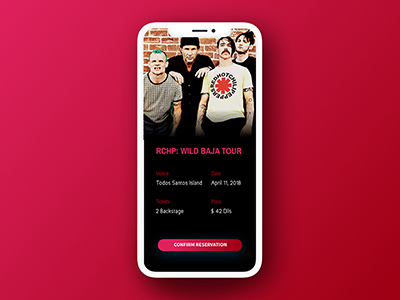 RED HOT CHILI PEPPERS
RCHP: WILD BAJA TOUR
Venue Date
Todos Santos Island April 11, 2018
Tickets Price
2 Backstage $ 42 Dlls
CONFIRM RESERVATION